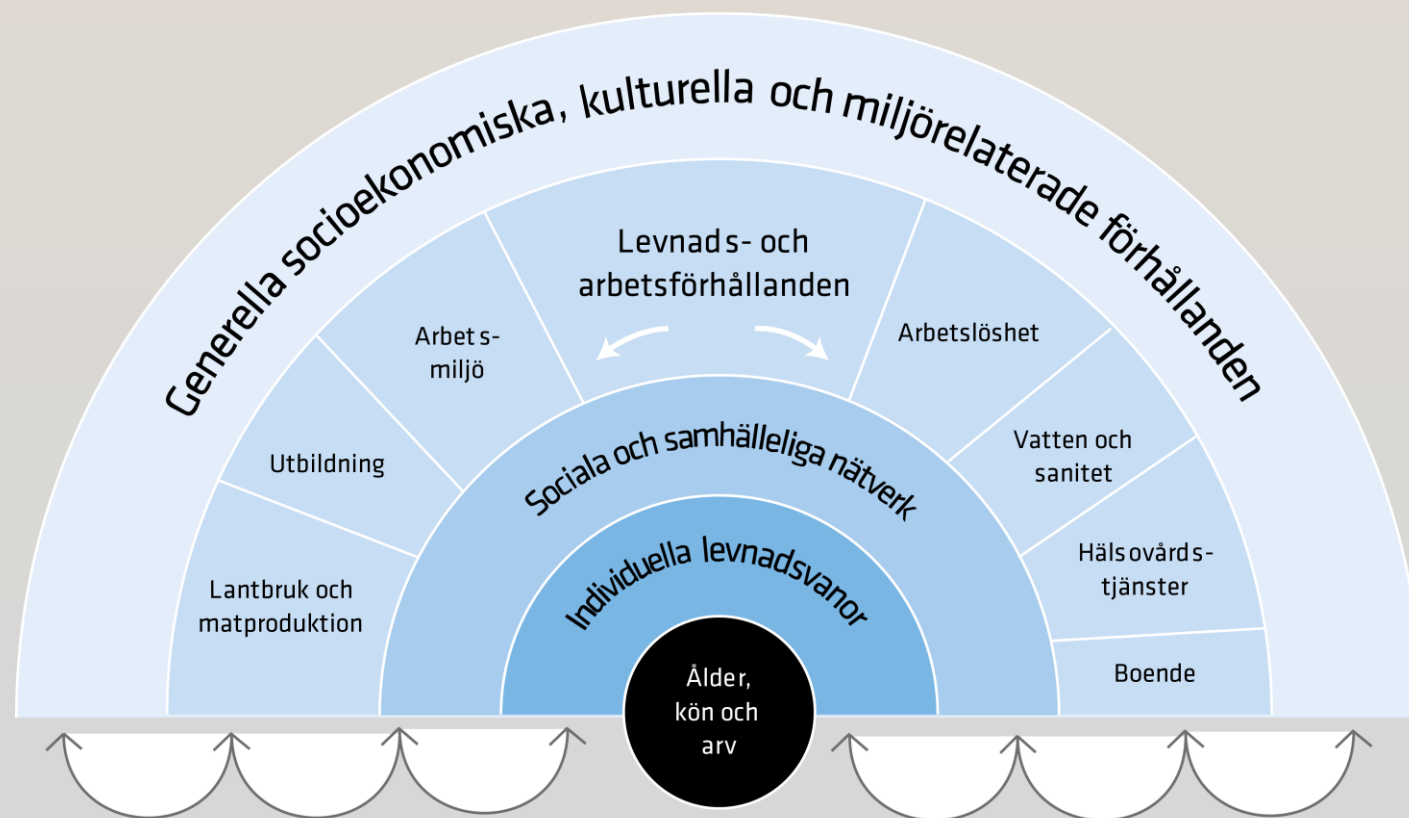 Generella socioekonomiska, kulturella och miljörelaterade förhållanden
Levnads- och
arbetsförhållanden
Arbets-
miljö
Arbetslöshet
Utbildning
Vatten och
sanitet
Lantbruk och
matproduktion
Hälsovårds-
tjänster
Boende
Sociala och samhälleliga nätverk
Individuella levnadsvanor
Ålder,
kön och
arv